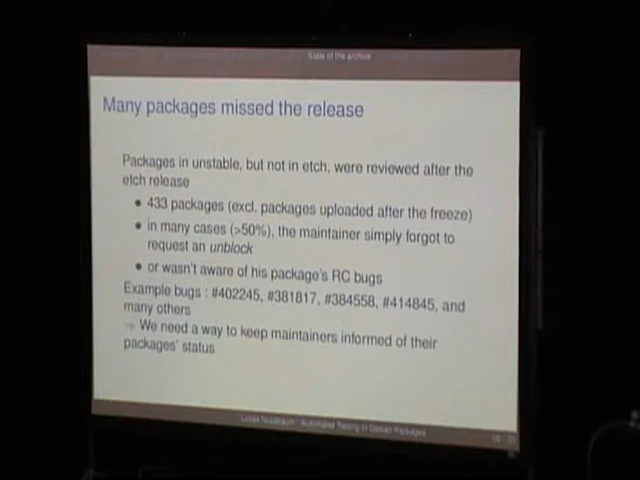 State of the archive
Many packages missed the release
Packages in unstable, but not in etch, were reviewed after the
etch release
• 433 packages (excl. packages uploaded after the freeze)
• in many cases (>50%), the maintainer simply forgot to
request an unblock
• or wasn't aware of his package's RC bugs
Example bugs : #402245, #381817, #384558, #414845, and
many others
⇒ We need a way to keep maintainers informed of their
packages' status
Lucas Nussbaum Automated Testing of Debian Packages